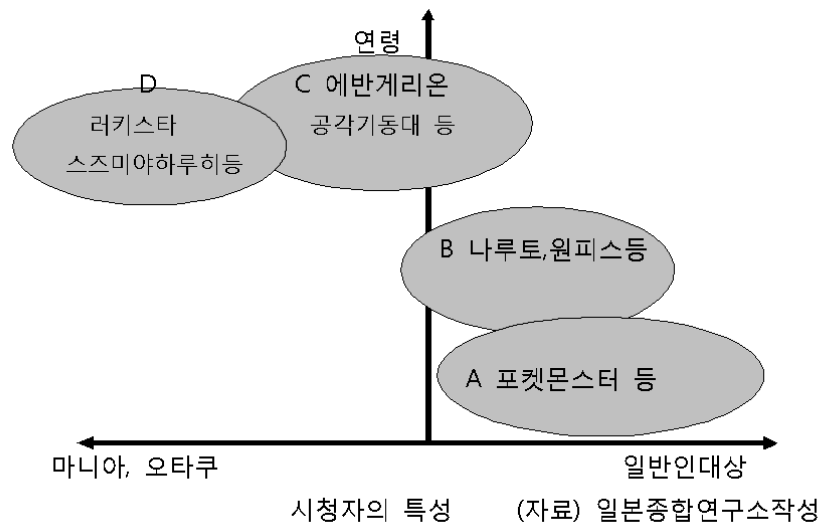 연령
D
C 에반게리온
러키스타
공각기동대 등
스즈미야하루히등
B 나루토,원피스등
A 포켓몬스터 등
마니아, 오타쿠
일반인대상
시청자의 특성
(자료) 일본종합연구소작성